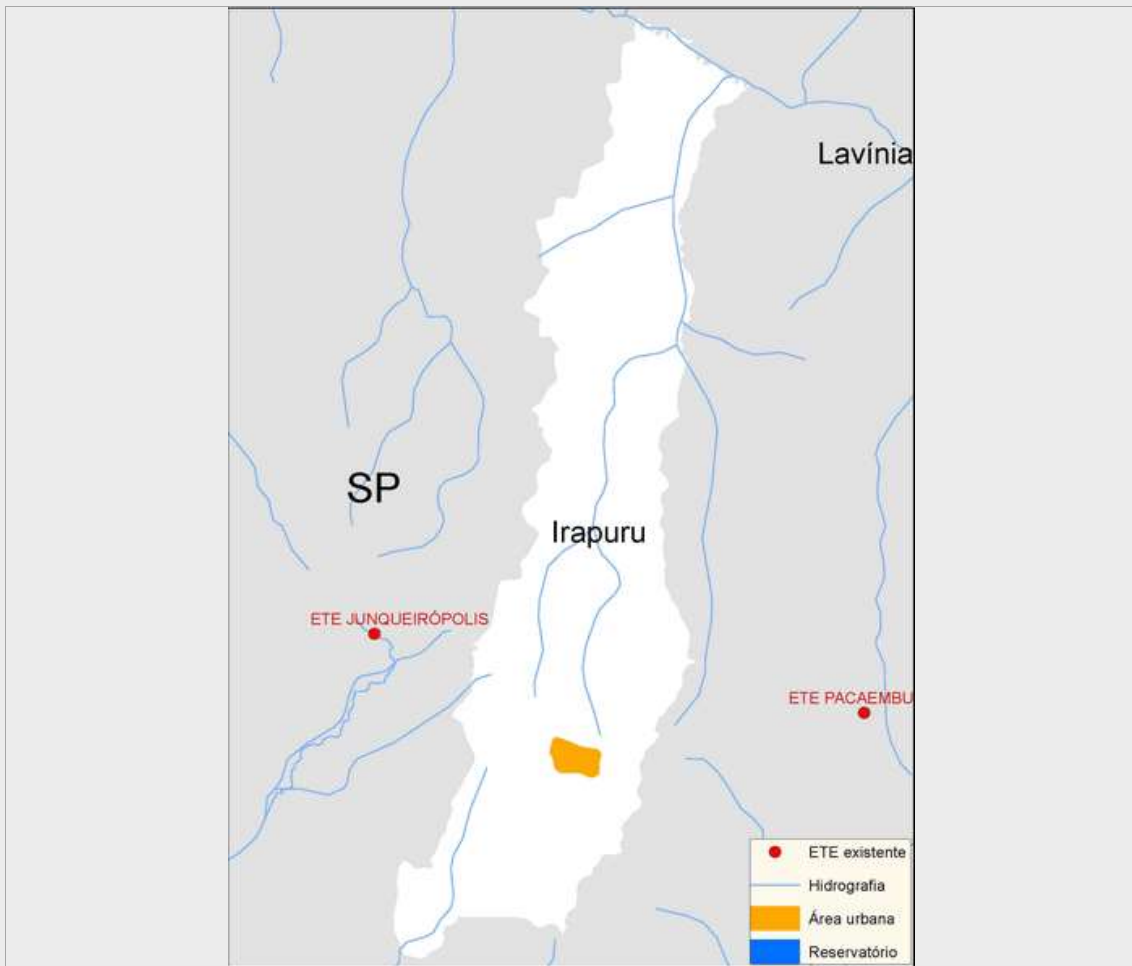 Lavínia
SP
Irapuru
ETE JUNQUEIRÓPOLIS
ETE PACAEMBU
ETE existente
Hidrografia
Área urbana
Reservatório